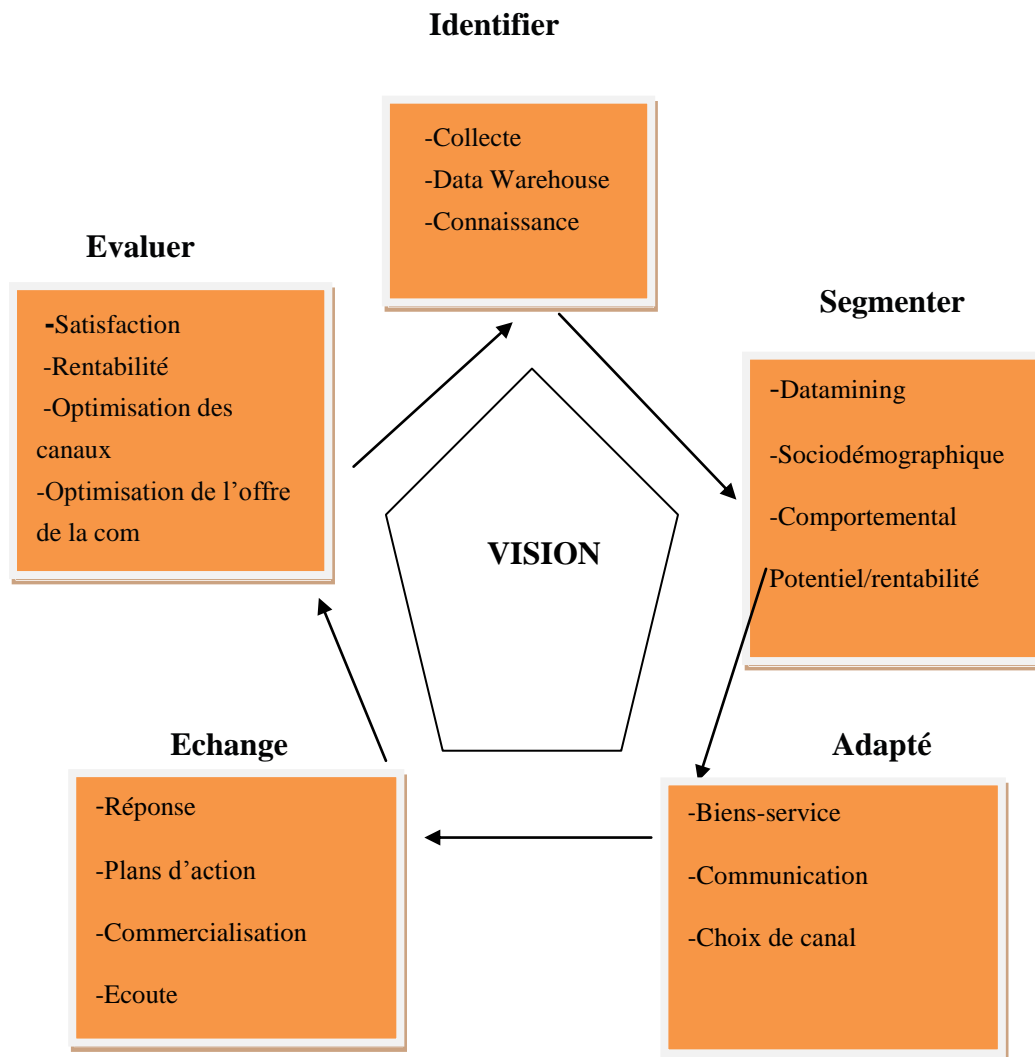 Identifier
-Collecte
-Data Warehouse
-Connaissance
Evaluer
-Satisfaction
-Rentabilité
-Optimisation des
canaux
-Optimisation de l’offre
de la com
Segmenter
-Datamining
-Sociodémographique
-Comportemental
Potentiel/rentabilité
VISION
Echange
-Réponse
-Plans d’action
-Commercialisation
-Ecoute
Adapté
-Biens-service
-Communication
-Choix de canal